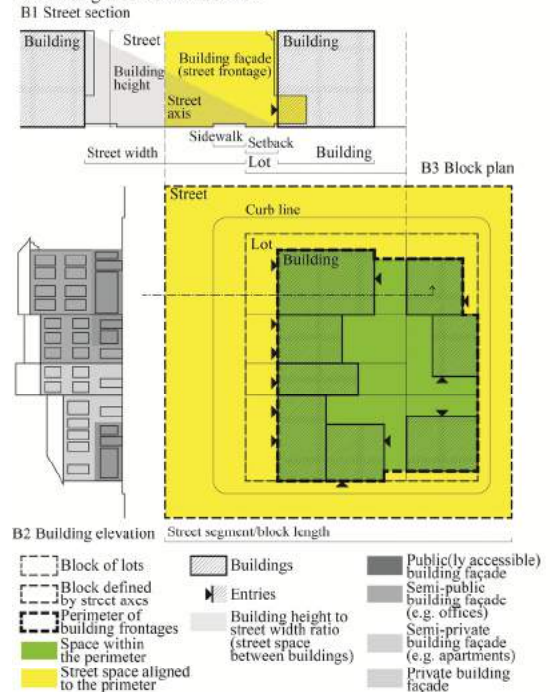 B1 Street section
Building
Street
Building
Building façade
(street frontage)
Building
height
Street
axis
Sidewalk
Setback
Street width
Lot
Building
B3 Block plan
Street
Curb line
Lot
Building
B2 Building elevation
Street segment/block length
Block of lots
Block defined
by street axes
Perimeter of
building frontages
Space within
the perimeter
Street space aligned
to the perimeter
Buildings
Entries
Building height to
street width ratio
(street space
between buildings)
Public(ly accessible)
building façade
Semi-public
building façade
(e.g. offices)
Semi-private
building façade
(e.g. apartments)
Private building
façade